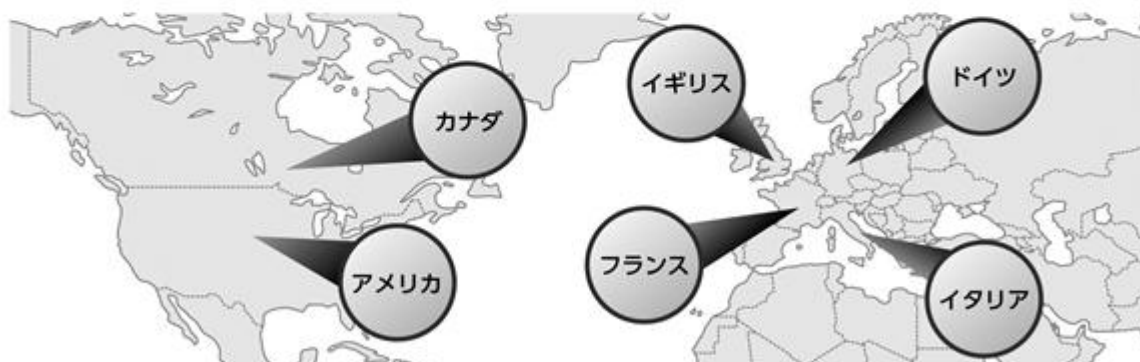 カナダ
アメリカ
イギリス
ドイツ
フランス
イタリア